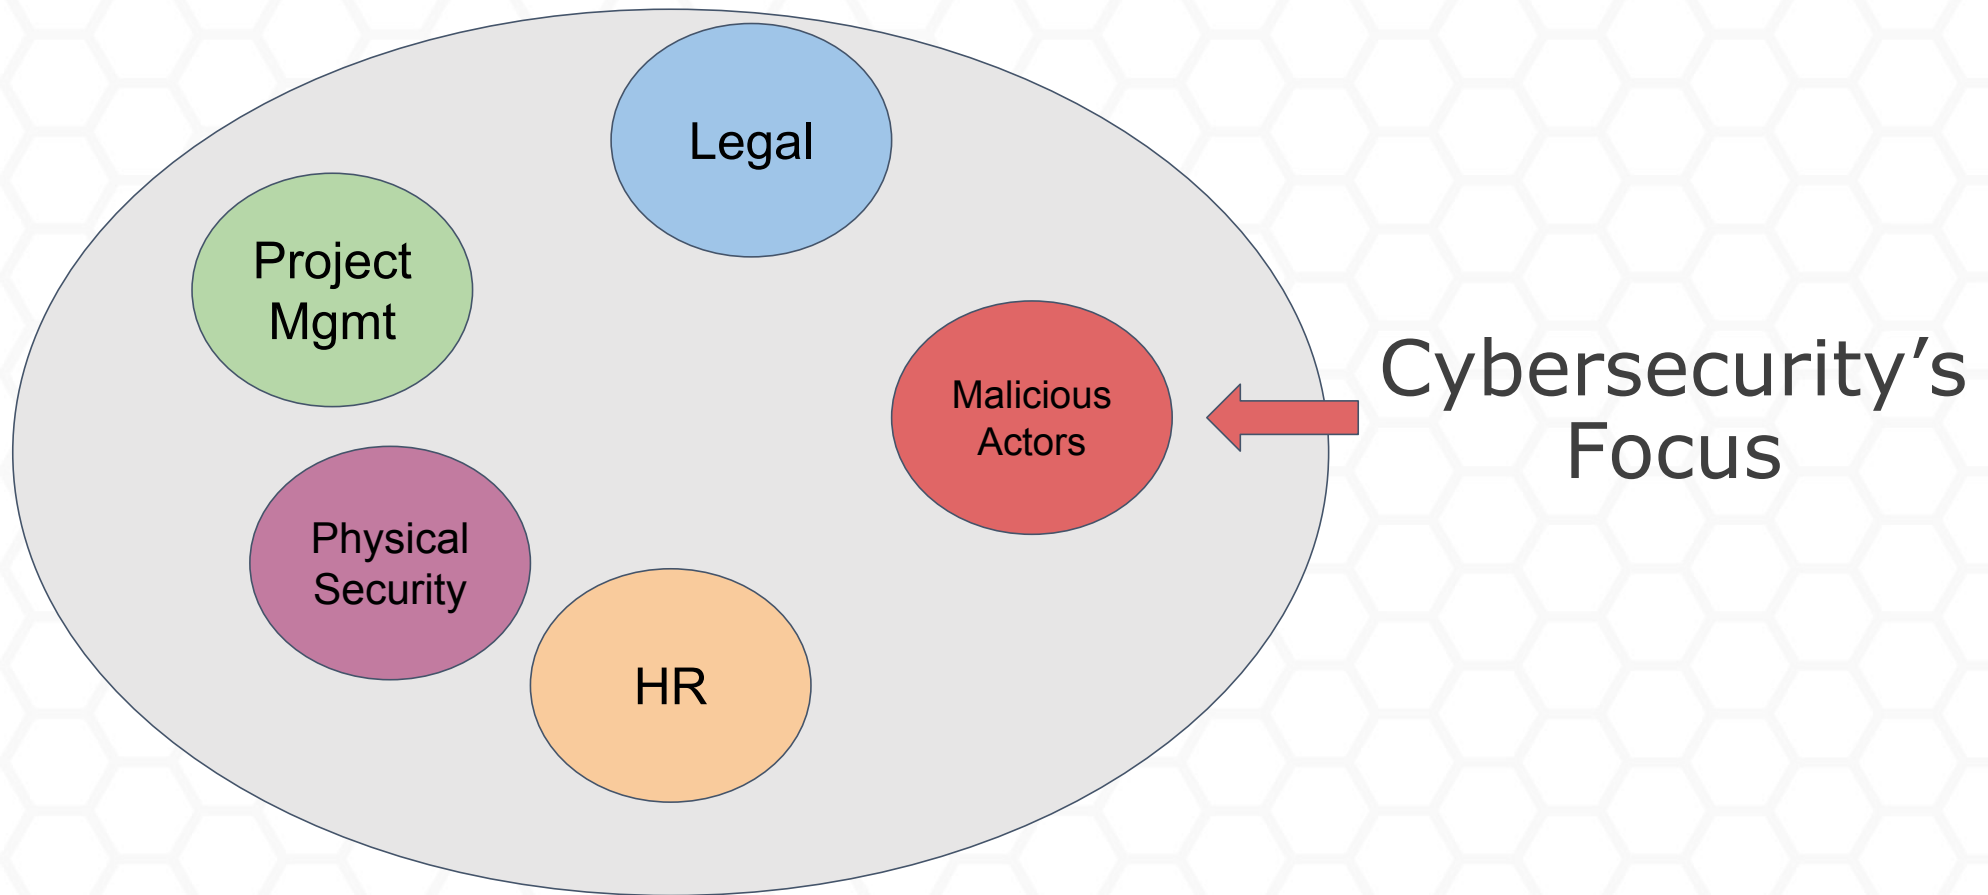 Legal
Project
Mgmt
Malicious
Actors
Cybersecurity’s
Focus
Physical
Security
HR